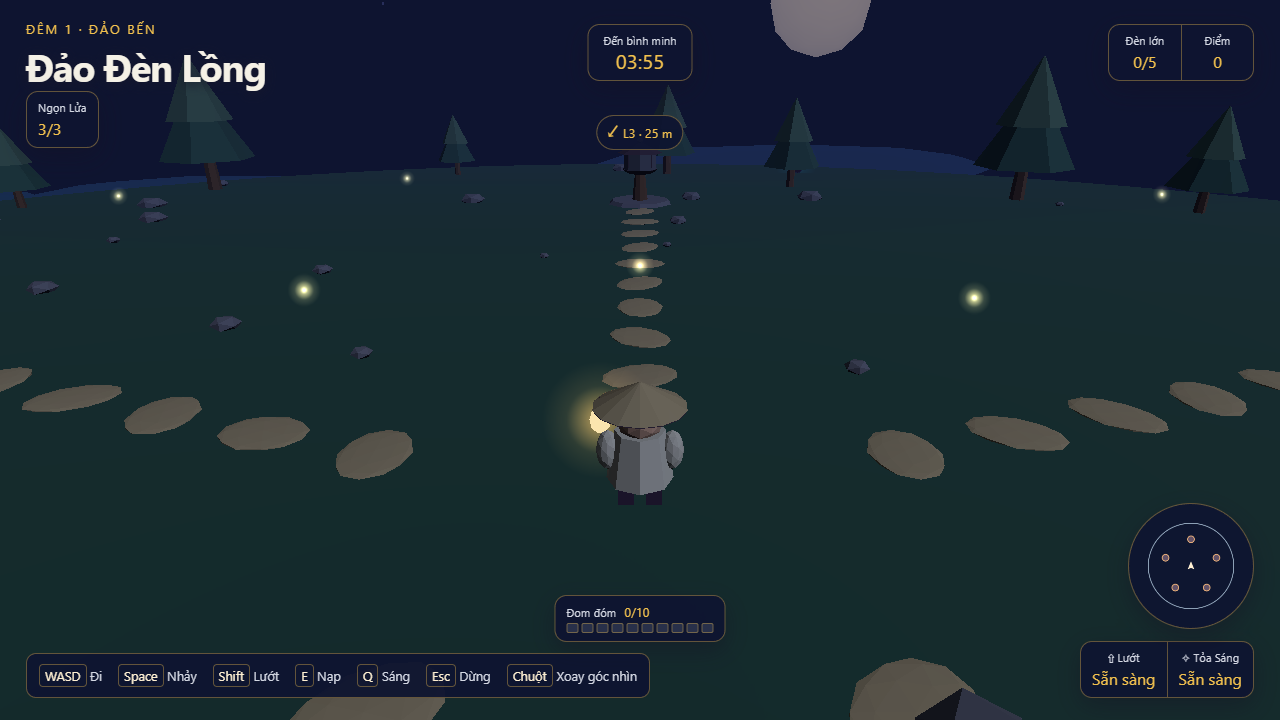 ĐÊM 1 · ĐẢO BẾN
Đảo Đèn Lồng
Ngọn Lửa
3/3
Đến bình minh
03:55
↙ L3 · 25 m
Đèn lớn
0/5
Điểm
0
Đom đóm 0/10
WASD Đi Space Nhảy Shift Lướt E Nạp Q Sáng Esc Dừng Chuột Xoay góc nhìn
⇧ Lướt
Sẵn sàng
✧ Tỏa Sáng
Sẵn sàng